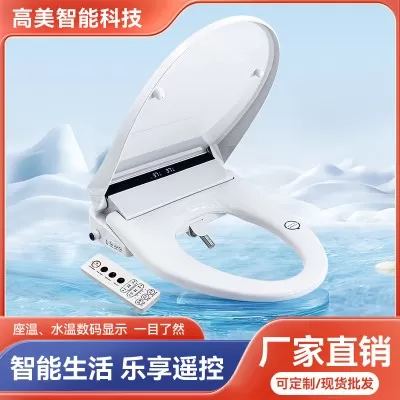 高美智能科技
座温、水温数码显示 一目了然
智能生活 乐享遥控
厂家直销
可定制/现货批发